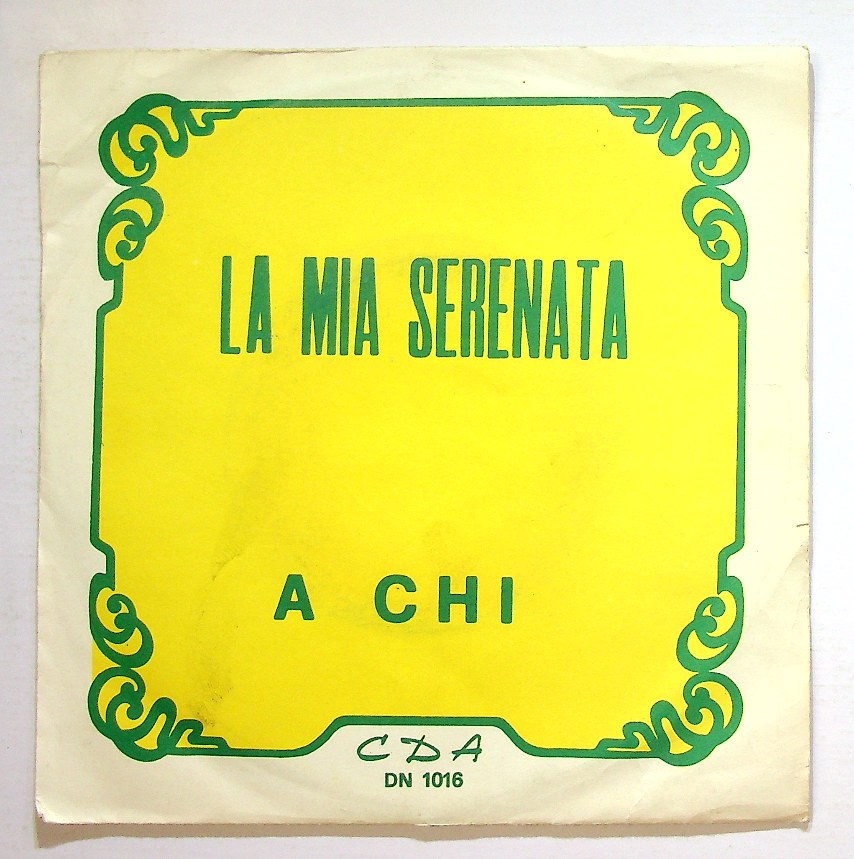 LA MIA SERENATA
A CHI
CDA
DN 1016